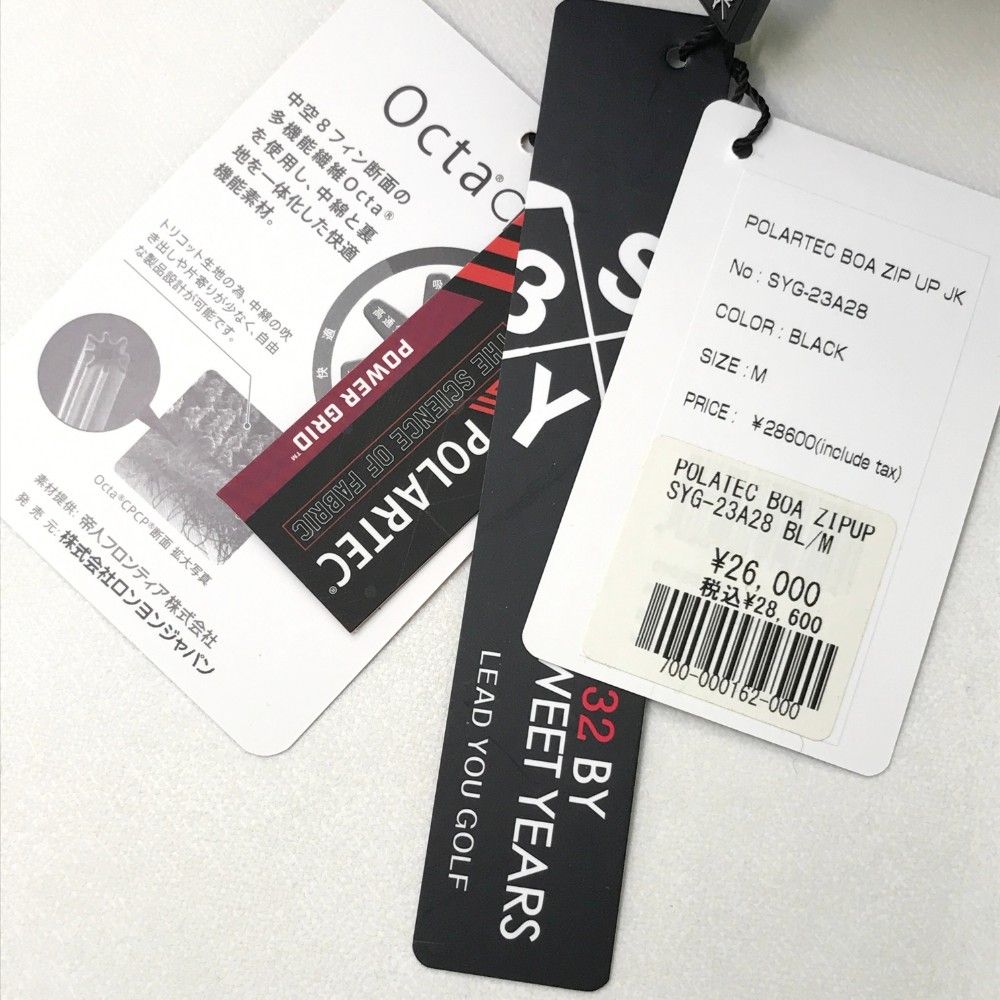 Octa®C
中空８フィン断面の
多機能繊維Octa®
を使用し、中綿と裏
地を一体化した快適
機能素材。
トリコット生地の為、中綿の吹
き出しや片寄りが少なく、自由
な製品設計が可能です。
快
適
Octa®CPCP®断面 拡大写真
素材提供: 帝人フロンティア株式会社
発 売 元: 株式会社ロンヨンジャパン
POWER GRID™
THE SCIENCE OF FABRIC
POLARTEC®
3 S
Y
32 BY
WEET YEARS
LEAD YOU GOLF
POLARTEC BOA ZIP UP JK
No : SYG-23A28
COLOR : BLACK
SIZE : M
PRICE : ¥28600(include tax)
POLATEC BOA ZIPUP
SYG-23A28 BL/M
¥26,000
税込¥28,600
700-000162-000